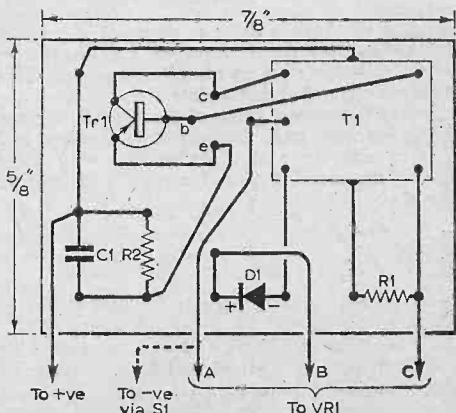 7/8"
5/8"
c
Tr1
b
T1
e
C1
R2
D1
R1
+
-
A
B
C
To +ve
To -ve
via S1
To VR1